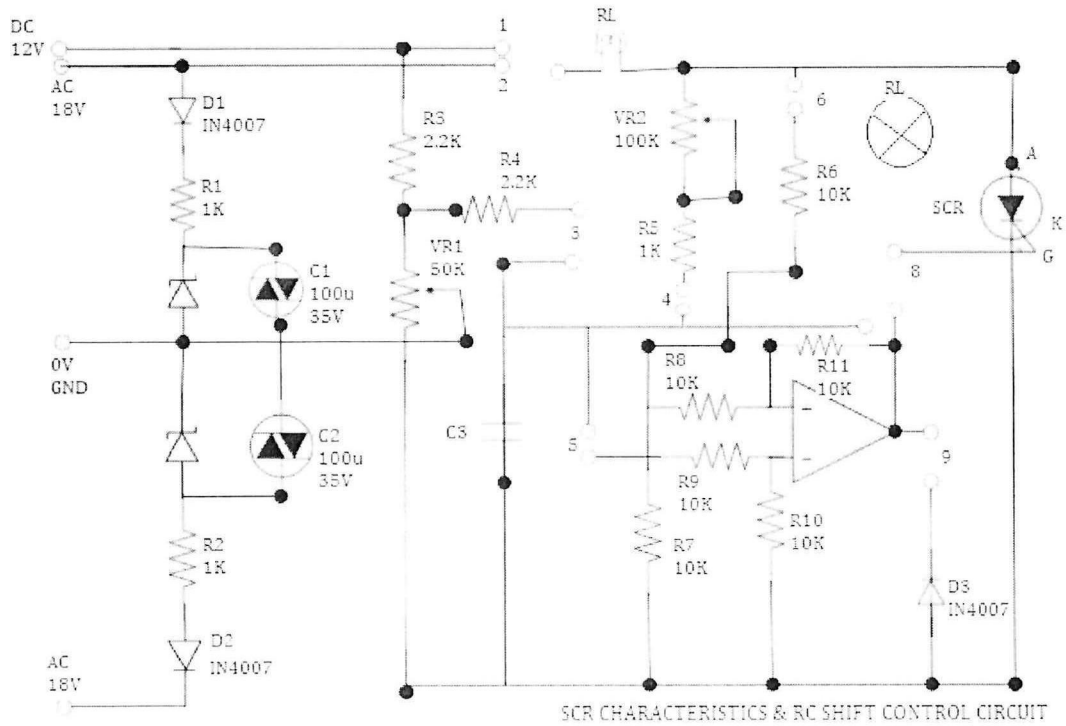 DC
12V
AC
18V
D1
IN4007
R1
1K
C1
100u
35V
0V
GND
C2
100u
35V
R2
1K
D2
IN4007
AC
18V
1
2
R3
2.2K
R4
2.2K
3
VR1
50K
C3
RL
VR2
100K
R5
1K
4
5
6
R6
10K
RL
A
SCR
K
G
8
R8
10K
R11
10K
R9
10K
R7
10K
R10
10K
9
D3
IN4007
SCR CHARACTERISTICS & RC SHIFT CONTROL CIRCUIT